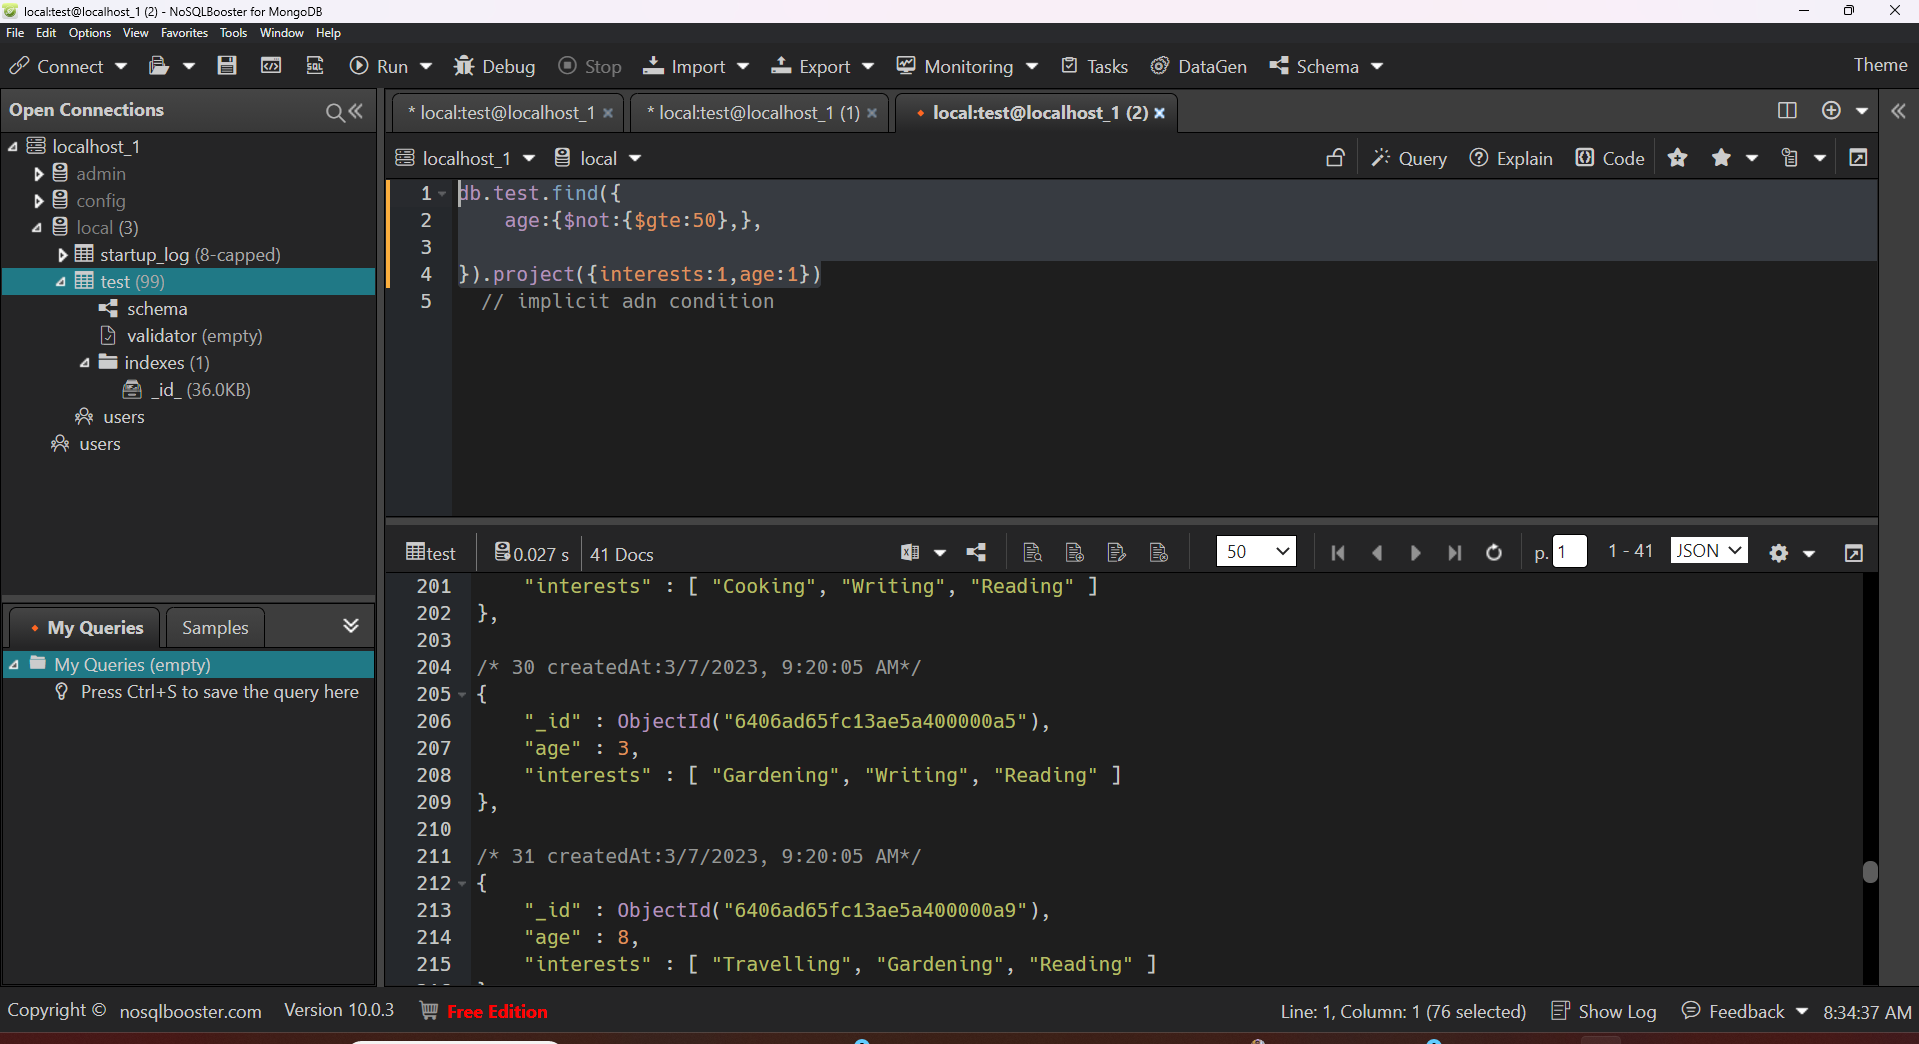 local:test@localhost_1 (2) - NoSQLBooster for MongoDB
File Edit Options View Favorites Tools Window Help
Connect Run Debug Stop Import Export Monitoring Tasks DataGen Schema Theme
Open Connections
localhost_1
admin
config
local (3)
startup_log (8-capped)
test (99)
schema
validator (empty)
indexes (1)
_id_ (36.0KB)
users
users
* local:test@localhost_1
* local:test@localhost_1 (1)
local:test@localhost_1 (2)
localhost_1 local Query Explain Code
1 db.test.find({
2 age:{$not:{$gte:50},},
3
4 }).project({interests:1,age:1})
5 // implicit adn condition
test 0.027 s 41 Docs 50 p. 1 1 - 41 JSON
201 "interests" : [ "Cooking", "Writing", "Reading" ]
202 },
203
204 /* 30 createdAt:3/7/2023, 9:20:05 AM*/
205 {
206 "_id" : ObjectId("6406ad65fc13ae5a400000a5"),
207 "age" : 3,
208 "interests" : [ "Gardening", "Writing", "Reading" ]
209 },
210
211 /* 31 createdAt:3/7/2023, 9:20:05 AM*/
212 {
213 "_id" : ObjectId("6406ad65fc13ae5a400000a9"),
214 "age" : 8,
215 "interests" : [ "Travelling", "Gardening", "Reading" ]
My Queries Samples
My Queries (empty)
Press Ctrl+S to save the query here
Copyright © nosqlbooster.com Version 10.0.3 Free Edition Line: 1, Column: 1 (76 selected) Show Log Feedback 8:34:37 AM